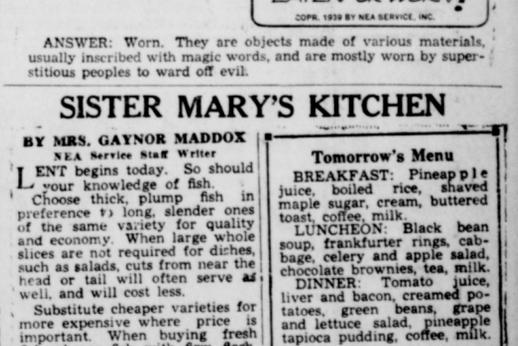 COPR. 1939 BY NEA SERVICE, INC.
ANSWER: Worn. They are objects made of various materials,
usually inscribed with magic words, and are mostly worn by super-
stitious peoples to ward off evil.
SISTER MARY'S KITCHEN
BY MRS. GAYNOR MADDOX
NEA Service Staff Writer
LENT begins today. So should
your knowledge of fish.
Choose thick, plump fish in
preference to long, slender ones
of the same variety for quality
and economy. When large whole
slices are not required for dishes,
such as salads, cuts from near the
head or tail will often serve as
well, and will cost less.
Substitute cheaper varieties for
more expensive where price is
important. When buying fresh
Tomorrow's Menu
BREAKFAST: Pineapple
juice, boiled rice, shaved
maple sugar, cream, buttered
toast, coffee, milk.
LUNCHEON: Black bean
soup, frankfurter rings, cab-
bage, celery and apple salad,
chocolate brownies, tea, milk.
DINNER: Tomato juice,
liver and bacon, creamed po-
tatoes, green beans, grape
and lettuce salad, pineapple
tapioca pudding, coffee, milk.